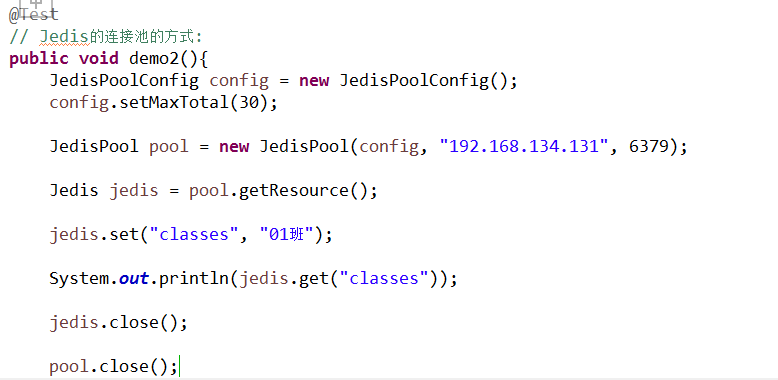 @Test
// Jedis的连接池的方式:
public void demo2(){
    JedisPoolConfig config = new JedisPoolConfig();
    config.setMaxTotal(30);
    JedisPool pool = new JedisPool(config, "192.168.134.131", 6379);
    Jedis jedis = pool.getResource();
    jedis.set("classes", "01班");
    System.out.println(jedis.get("classes"));
    jedis.close();
    pool.close();